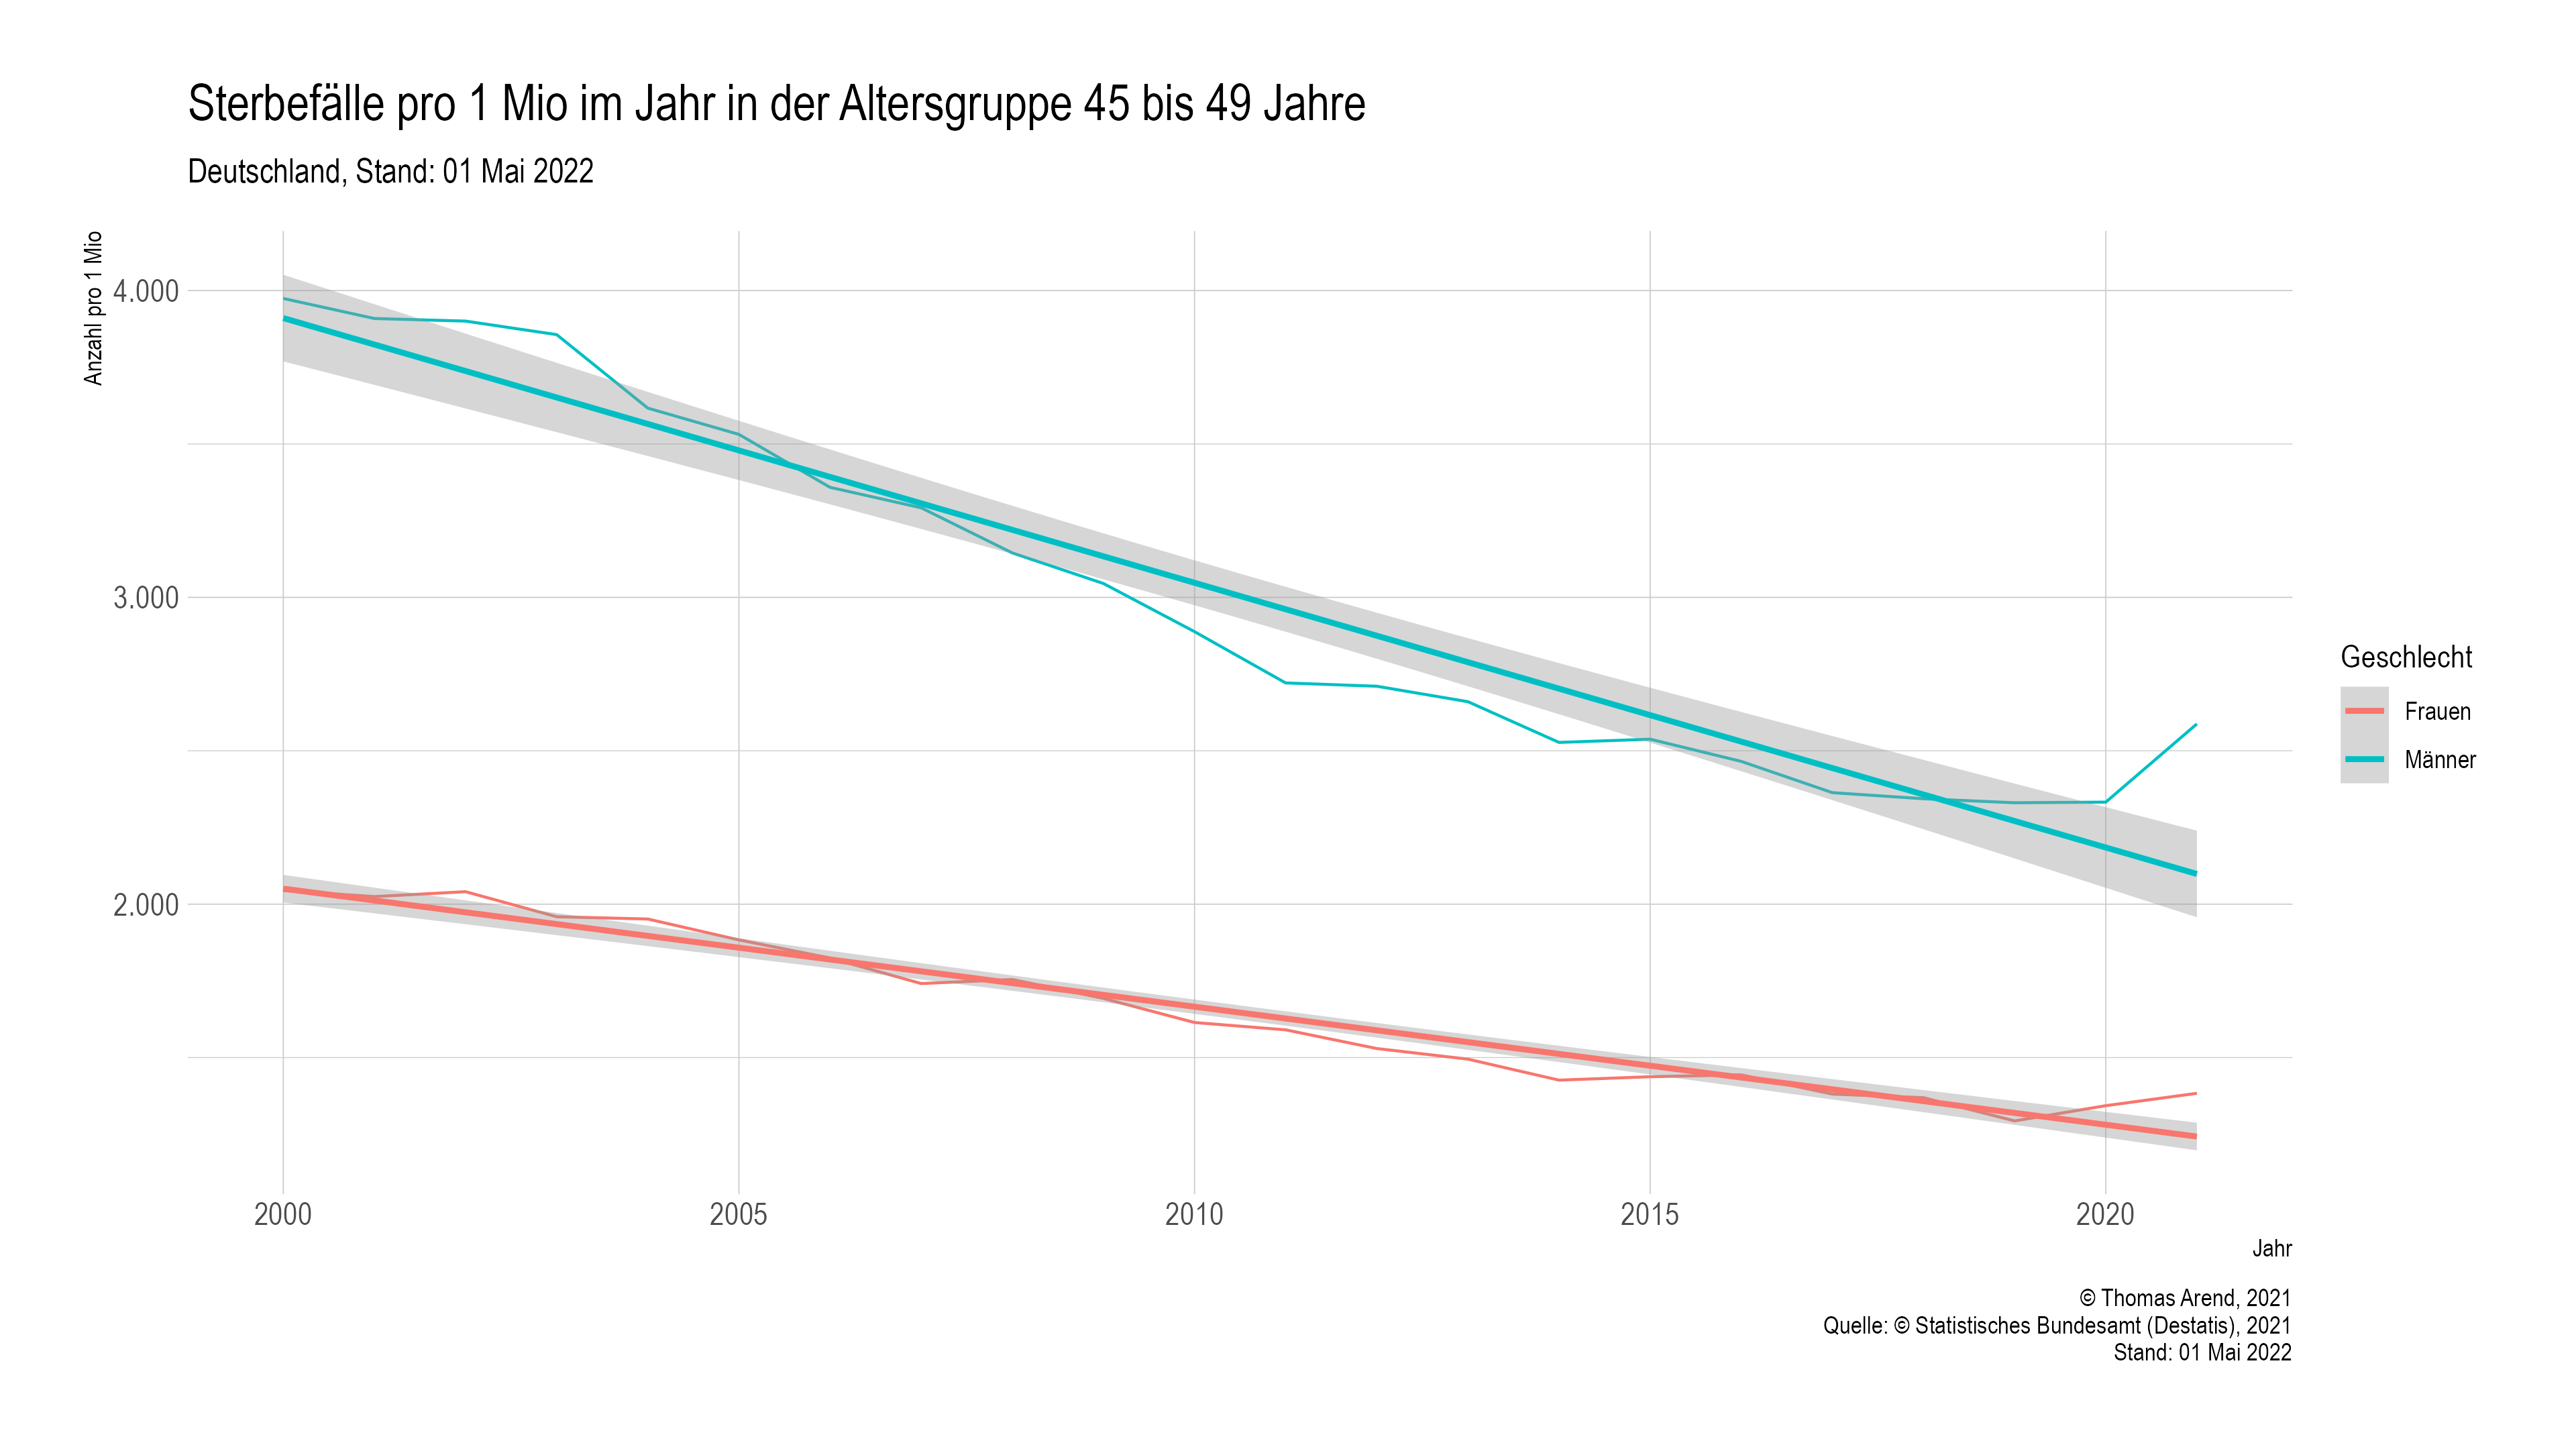 Sterbefälle pro 1 Mio im Jahr in der Altersgruppe 45 bis 49 Jahre
Deutschland, Stand: 01 Mai 2022
Anzahl pro 1 Mio
4.000
3.000
2.000
2000
2005
2010
2015
2020
Jahr
Geschlecht
Frauen
Männer
© Thomas Arend, 2021
Quelle: © Statistisches Bundesamt (Destatis), 2021
Stand: 01 Mai 2022